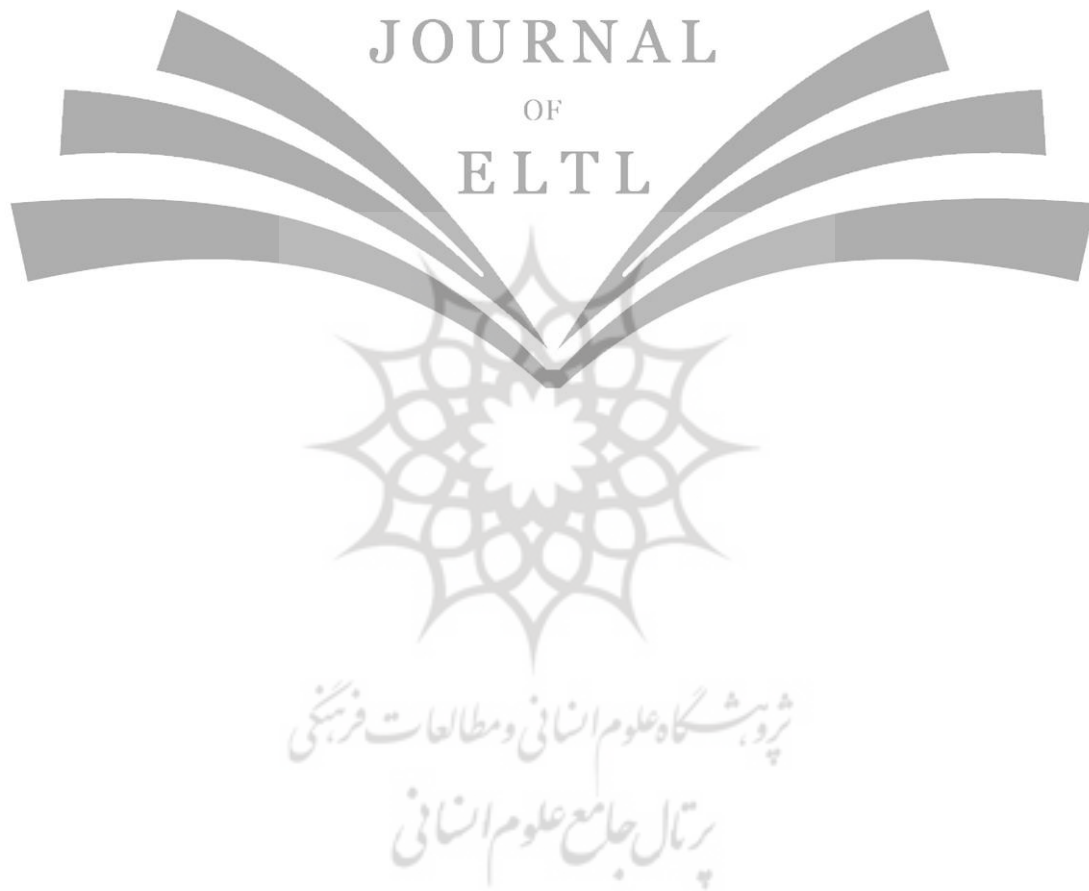 JOURNAL
OF
ELTL
پژوهشگاه علوم انسانی و مطالعات فرهنگی
پرتال جامع علوم انسانی